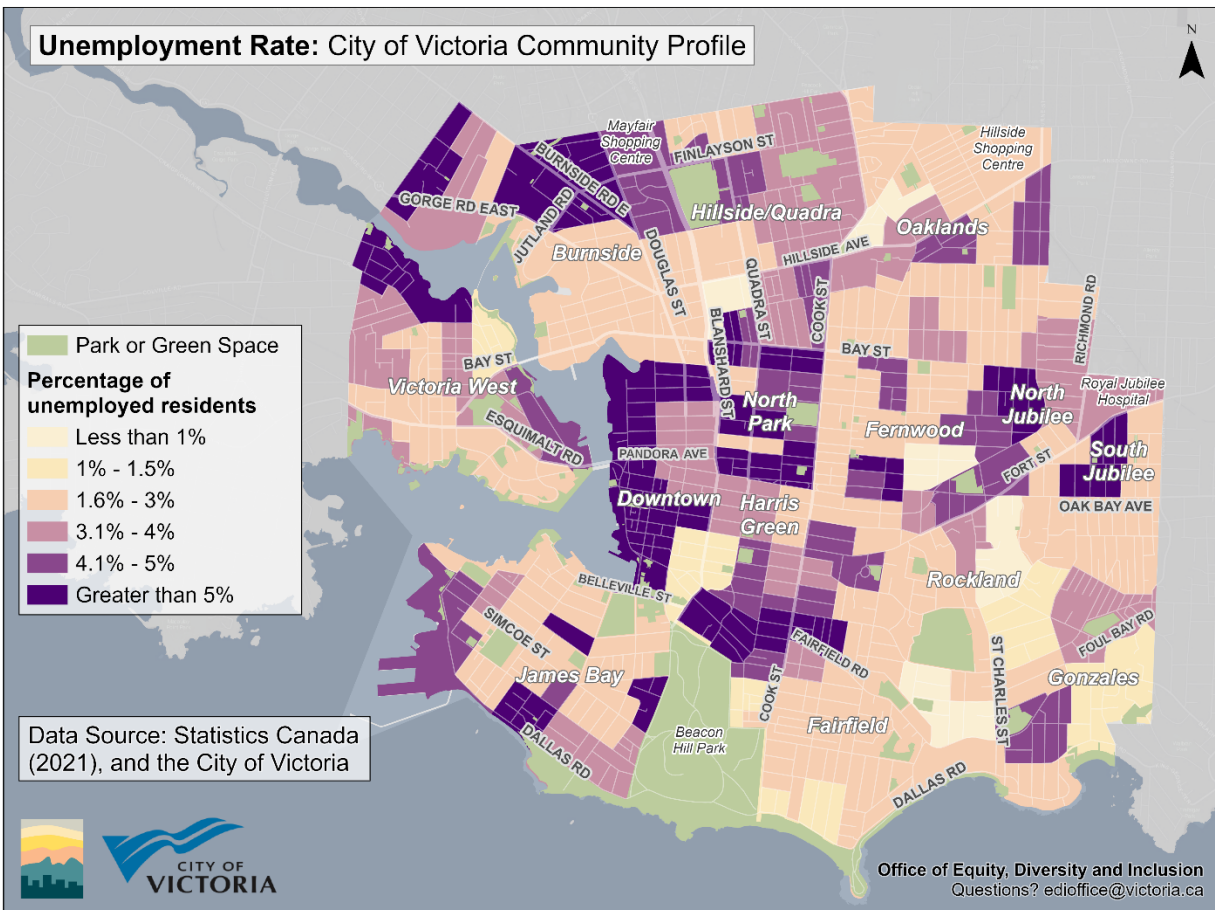 Unemployment Rate: City of Victoria Community Profile
N
Mayfair
Shopping
Centre
FINLAYSON ST
Hillside
Shopping
Centre
BURNSIDE RD E
GORGE RD EAST
JUTLAND RD
Hillside/Quadra
Oaklands
Burnside
DOUGLAS ST
HILLSIDE AVE
QUADRA ST
COOK ST
BLANSHARD ST
RICHMOND RD
BAY ST
BAY ST
Victoria West
ESQUIMALT RD
North
Park
Fernwood
North
Jubilee
Royal Jubilee
Hospital
South
Jubilee
PANDORA AVE
FORT ST
Downtown
Harris
Green
OAK BAY AVE
Rockland
BELLEVILLE ST
SIMCOE ST
FAIRFIELD RD
FOUL BAY RD
ST CHARLES ST
James Bay
Gonzales
COOK ST
Fairfield
Beacon
Hill Park
DALLAS RD
DALLAS RD
Park or Green Space
Percentage of
unemployed residents
Less than 1%
1% - 1.5%
1.6% - 3%
3.1% - 4%
4.1% - 5%
Greater than 5%
Data Source: Statistics Canada
(2021), and the City of Victoria
CITY OF
VICTORIA
Office of Equity, Diversity and Inclusion
Questions? edioffice@victoria.ca